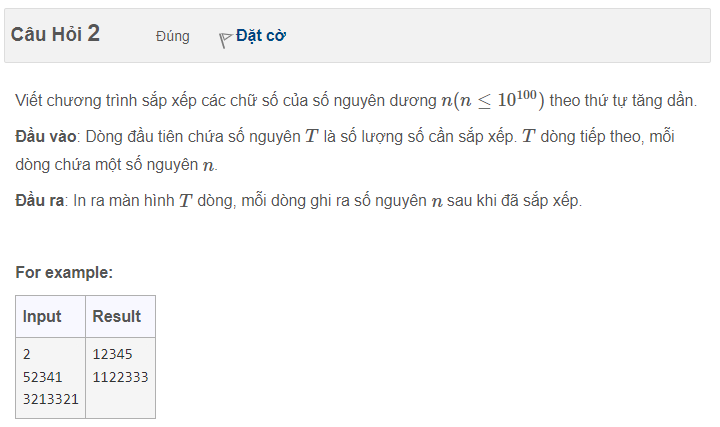 Câu Hỏi 2 Đúng Đặt cờ
Viết chương trình sắp xếp các chữ số của số nguyên dương n(n ≤ 10^100) theo thứ tự tăng dần.
Đầu vào: Dòng đầu tiên chứa số nguyên T là số lượng số cần sắp xếp. T dòng tiếp theo, mỗi
dòng chứa một số nguyên n.
Đầu ra: In ra màn hình T dòng, mỗi dòng ghi ra số nguyên n sau khi đã sắp xếp.
For example:
Input Result
2 12345
52341 1122333
3213321